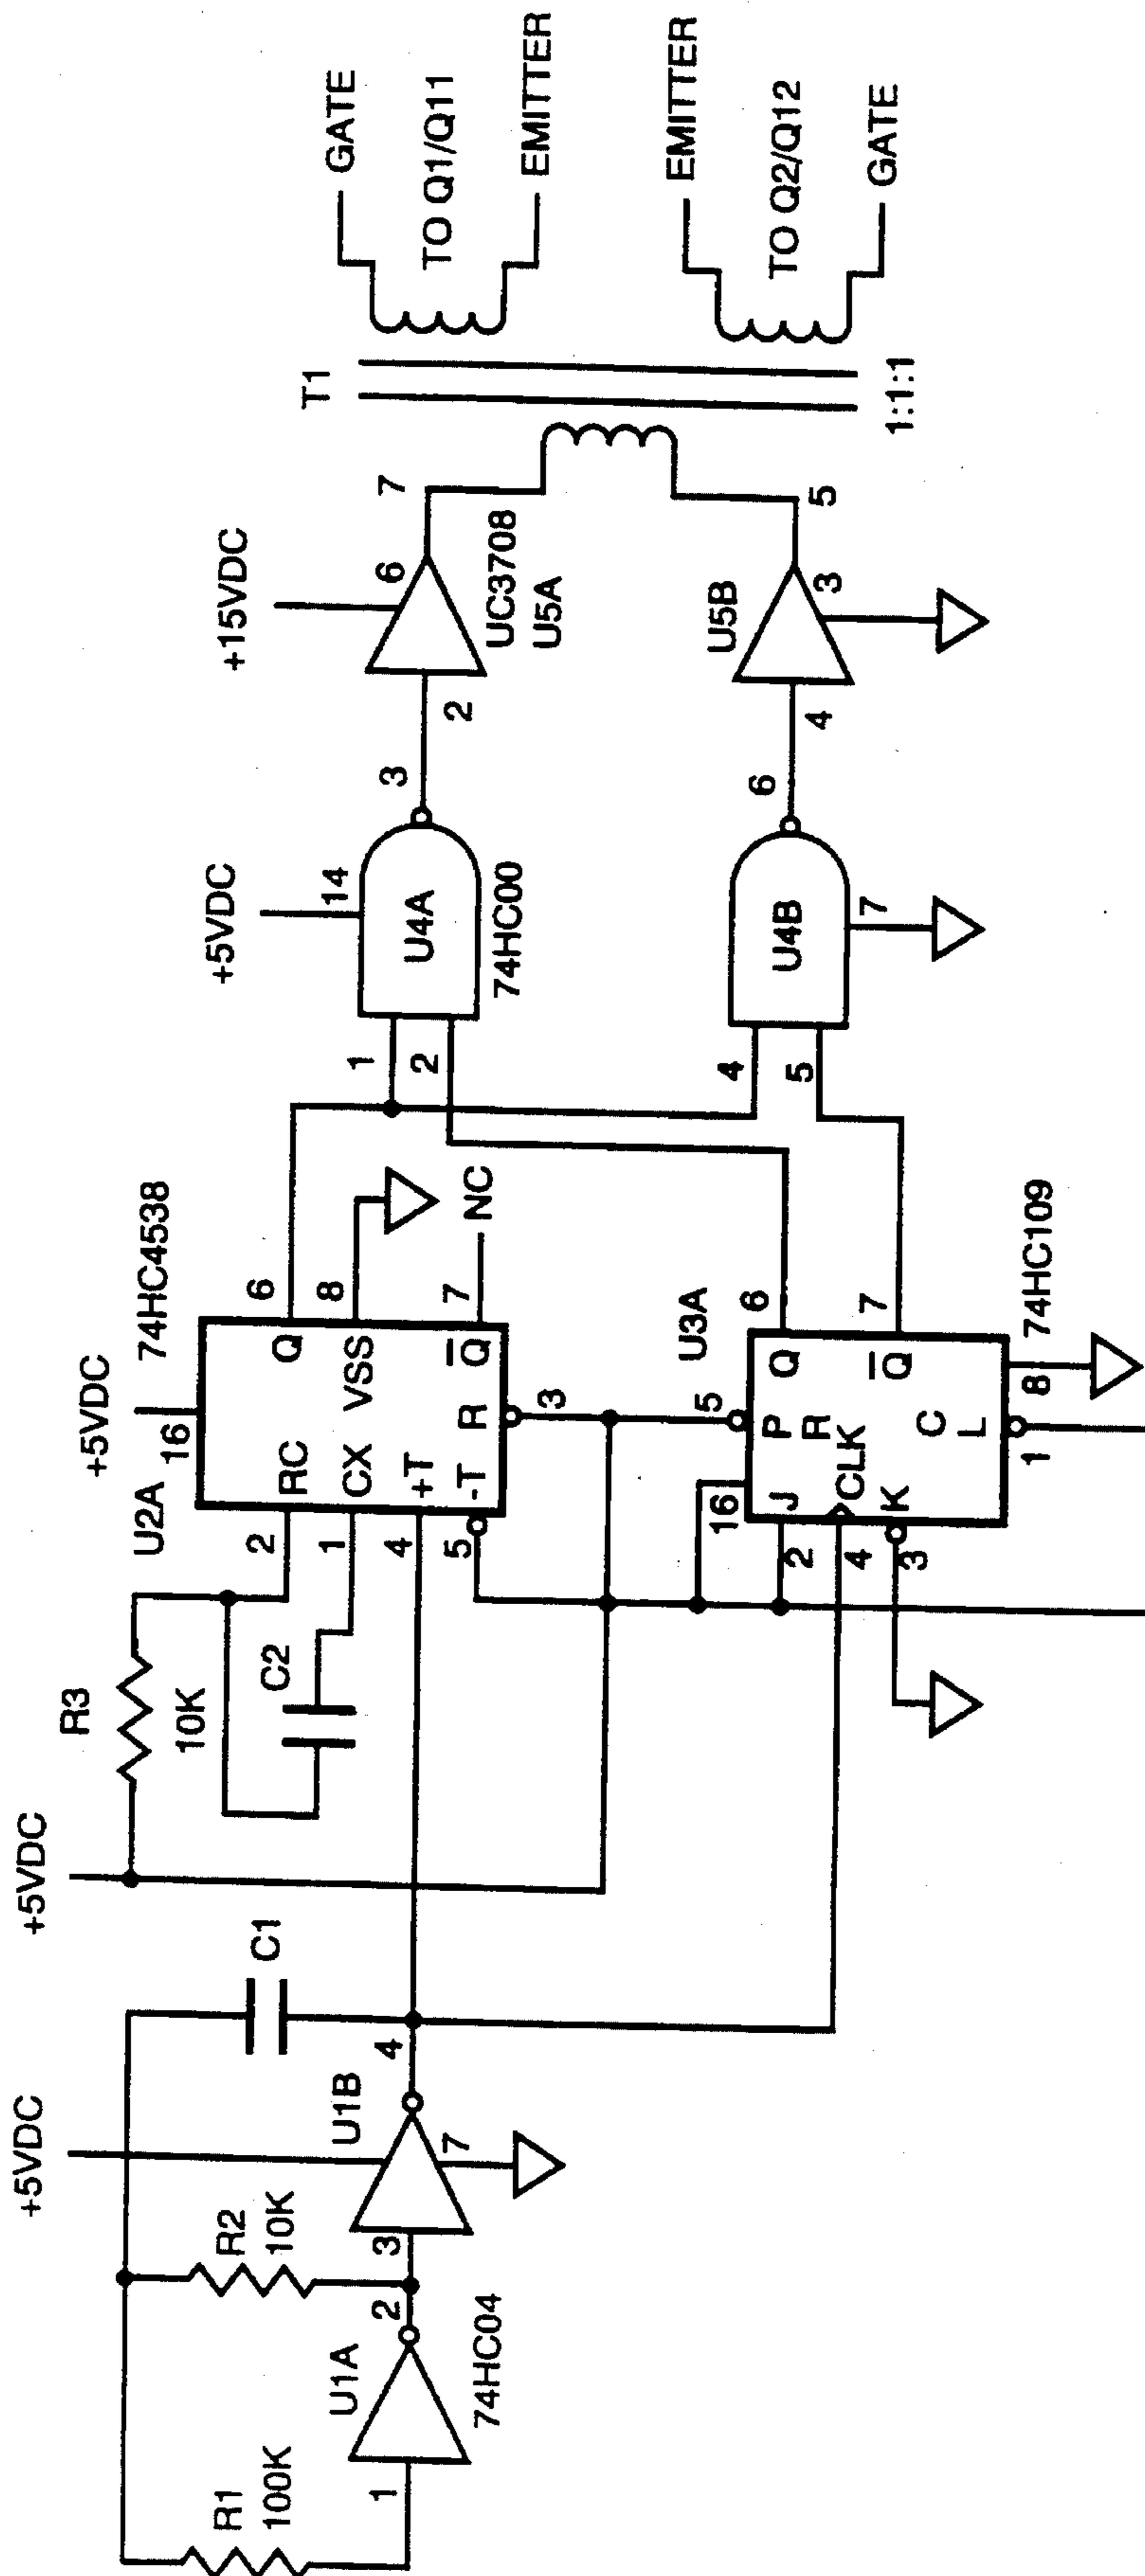 +5VDC
+5VDC
+5VDC
+5VDC
+15VDC
R1
100K
1
U1A
74HC04
2
R2
10K
3
U1B
7
4
C1
R3
10K
C2
2
1
4
5
U2A
16
74HC4538
RC
CX
+T
-T
Q
VSS
Q
R
6
8
7
NC
3
16
2
4
3
5
U3A
J
CLK
K
PR
CL
Q
Q
6
7
1
8
74HC109
1
2
14
U4A
74HC00
3
4
5
U4B
7
6
2
6
7
UC3708
U5A
4
U5B
3
5
T1
1:1:1
GATE
TO Q1/Q11
EMITTER
EMITTER
TO Q2/Q12
GATE